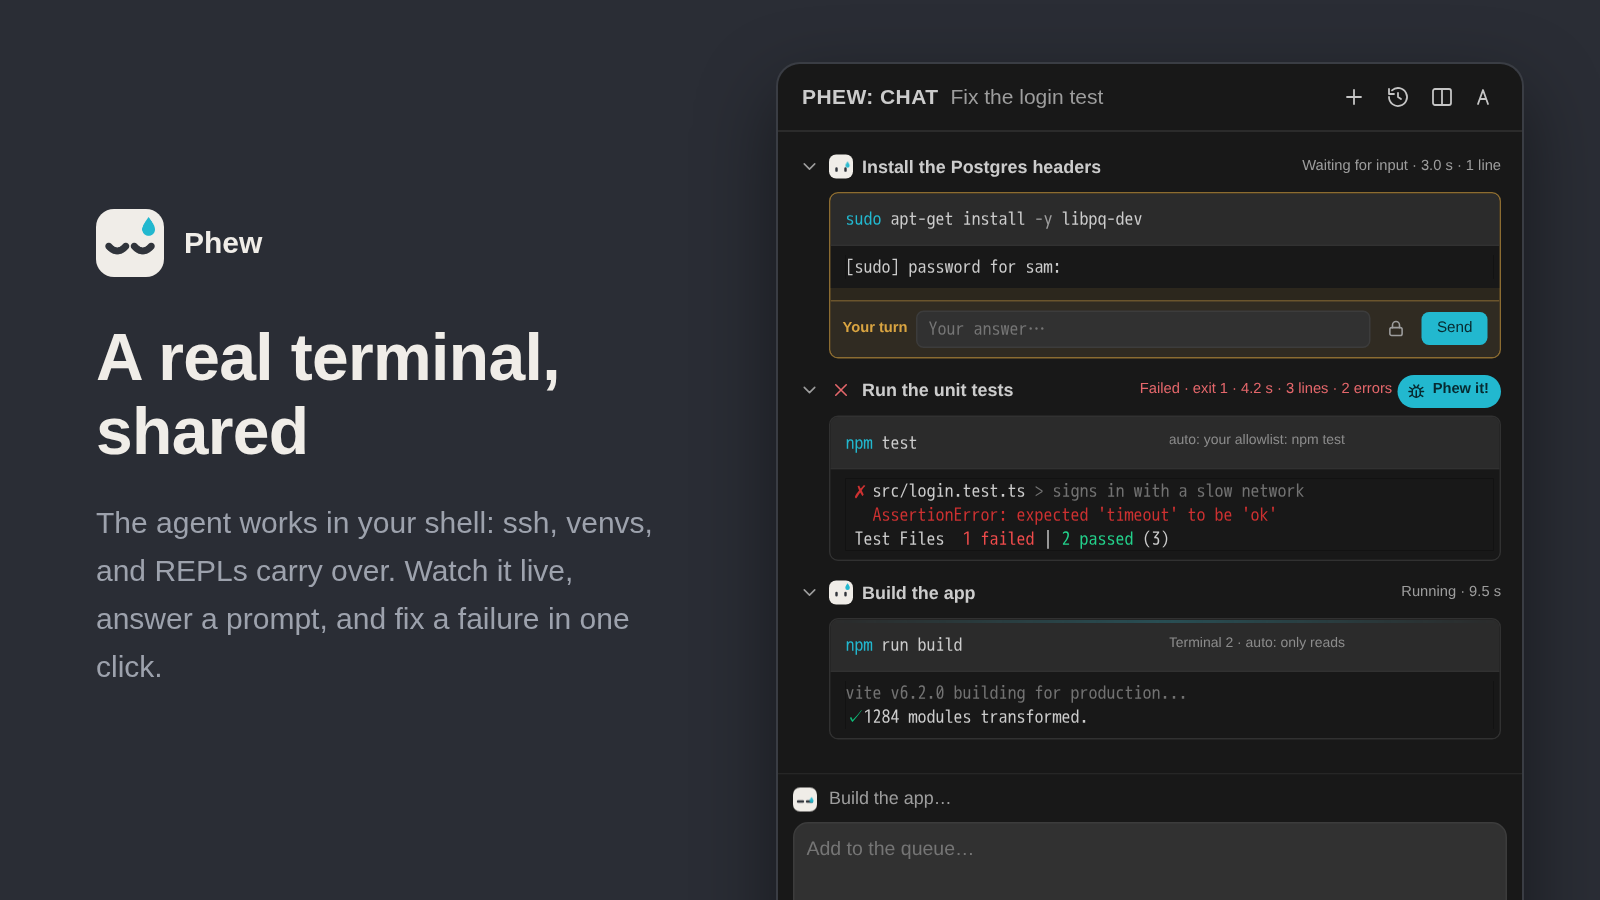 Phew
A real terminal,
shared
The agent works in your shell: ssh, venvs,
and REPLs carry over. Watch it live,
answer a prompt, and fix a failure in one
click.
PHEW: CHAT Fix the login test
Install the Postgres headers Waiting for input · 3.0 s · 1 line
sudo apt-get install -y libpq-dev
[sudo] password for sam:
Your turn Your answer··· Send
Run the unit tests Failed · exit 1 · 4.2 s · 3 lines · 2 errors Phew it!
npm test auto: your allowlist: npm test
✗ src/login.test.ts > signs in with a slow network
AssertionError: expected 'timeout' to be 'ok'
Test Files 1 failed | 2 passed (3)
Build the app Running · 9.5 s
npm run build Terminal 2 · auto: only reads
vite v6.2.0 building for production...
✓1284 modules transformed.
Build the app…
Add to the queue…